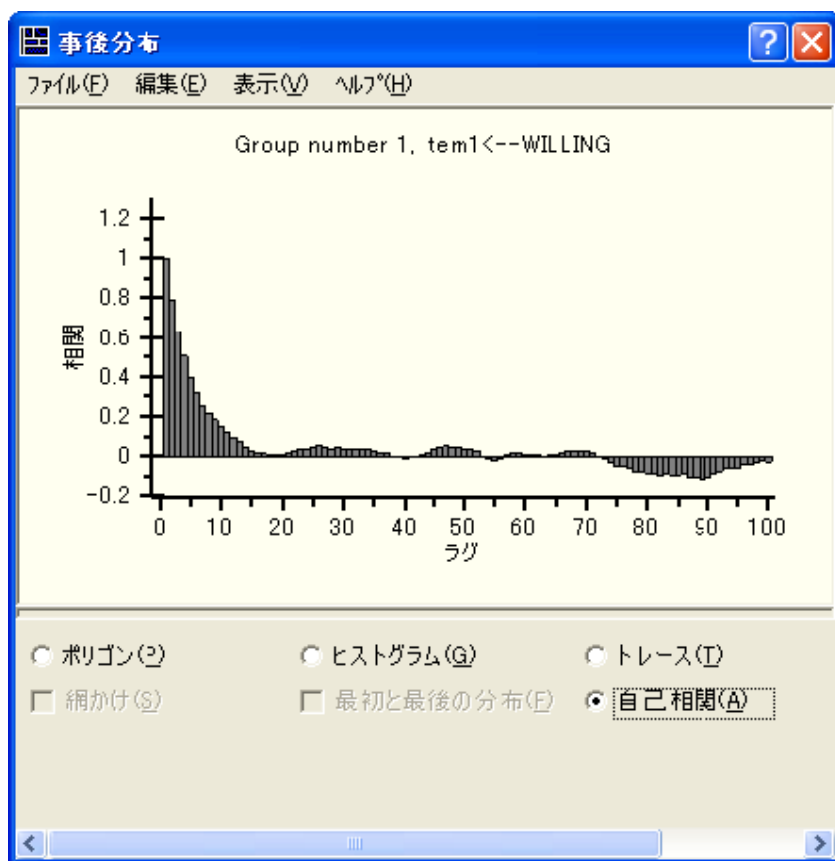 事後分布
ファイル(F) 編集(E) 表示(V) ヘルプ(H)
Group number 1, tem1<--WILLING
1.2
1
0.8
0.6
0.4
0.2
0
-0.2
相関
0 10 20 30 40 50 60 70 80 90 100
ラグ
ポリゴン(P) ヒストグラム(G) トレース(T)
網かけ(S) 最初と最後の分布(F) 自己相関(A)